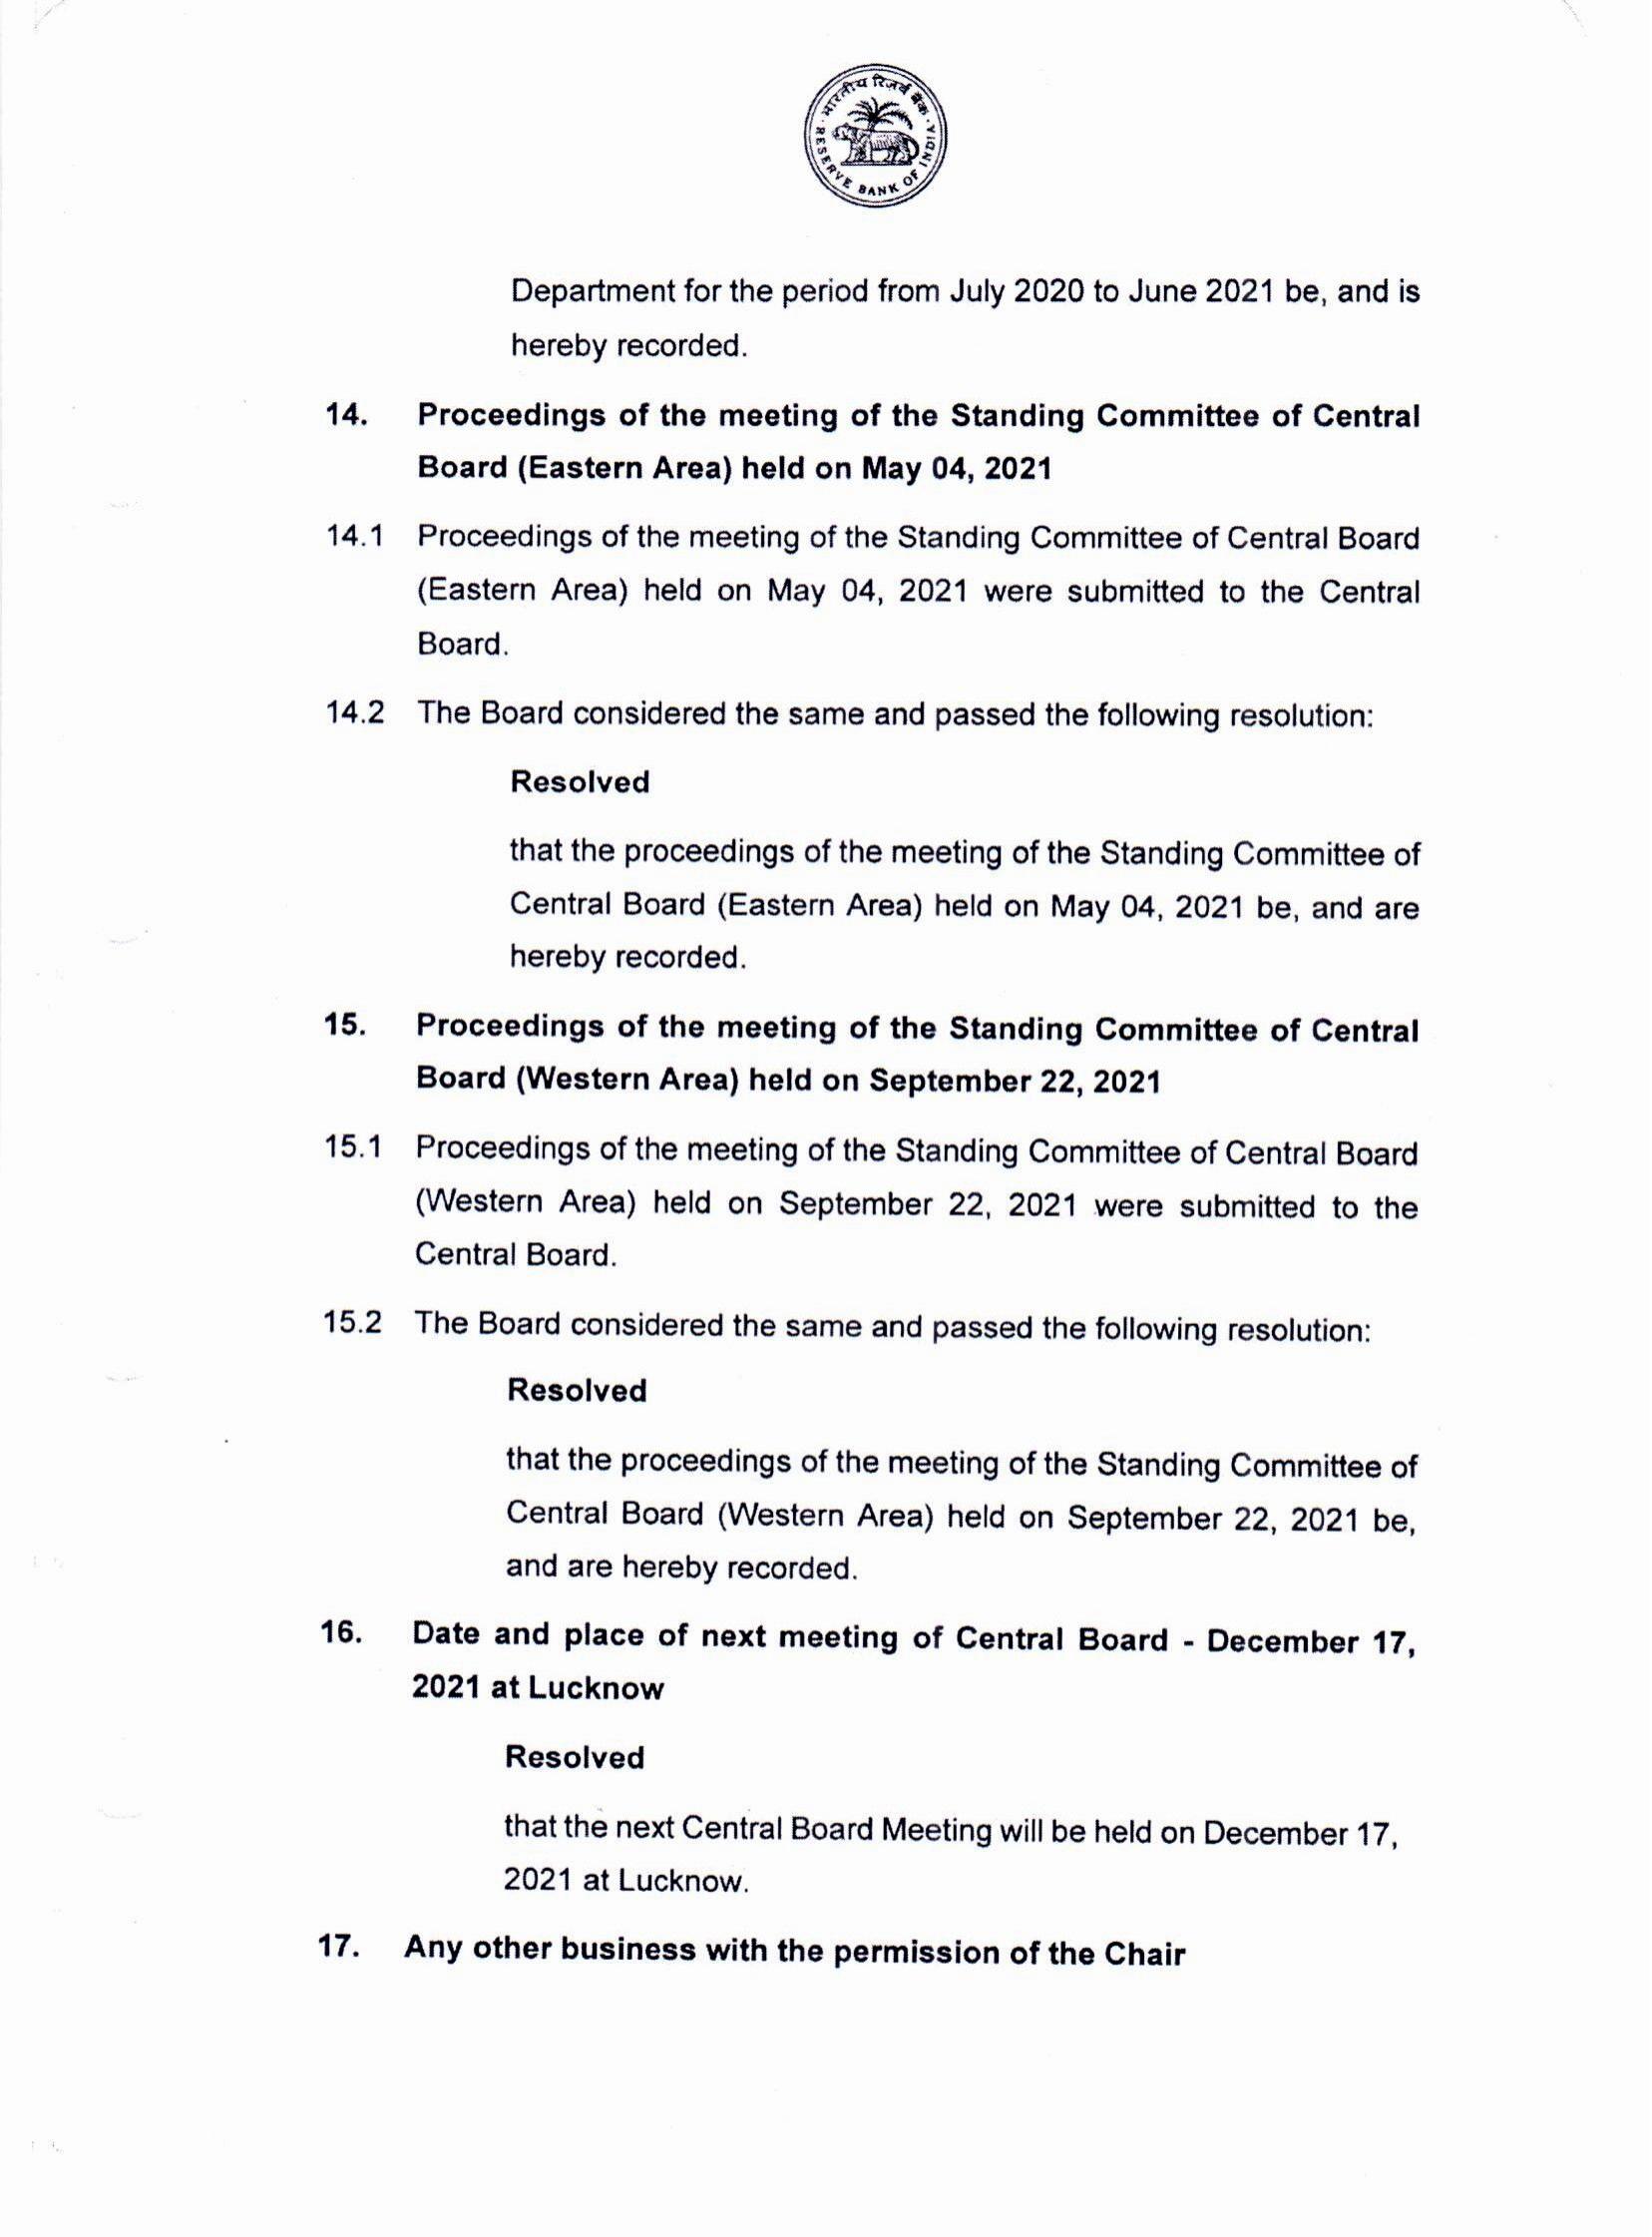 भारतीय रिज़र्व बैंक
RESERVE BANK OF INDIA
Department for the period from July 2020 to June 2021 be, and is
hereby recorded.
14. Proceedings of the meeting of the Standing Committee of Central
Board (Eastern Area) held on May 04, 2021
14.1 Proceedings of the meeting of the Standing Committee of Central Board
(Eastern Area) held on May 04, 2021 were submitted to the Central
Board.
14.2 The Board considered the same and passed the following resolution:
Resolved
that the proceedings of the meeting of the Standing Committee of
Central Board (Eastern Area) held on May 04, 2021 be, and are
hereby recorded.
15. Proceedings of the meeting of the Standing Committee of Central
Board (Western Area) held on September 22, 2021
15.1 Proceedings of the meeting of the Standing Committee of Central Board
(Western Area) held on September 22, 2021 were submitted to the
Central Board.
15.2 The Board considered the same and passed the following resolution:
Resolved
that the proceedings of the meeting of the Standing Committee of
Central Board (Western Area) held on September 22, 2021 be,
and are hereby recorded.
16. Date and place of next meeting of Central Board - December 17,
2021 at Lucknow
Resolved
that the next Central Board Meeting will be held on December 17,
2021 at Lucknow.
17. Any other business with the permission of the Chair